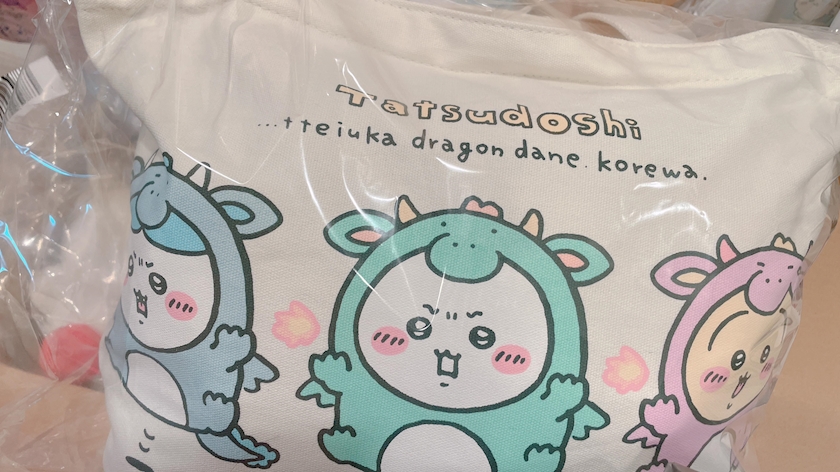 Tatsudoshi
...tteiuka dragon dane. korewa.